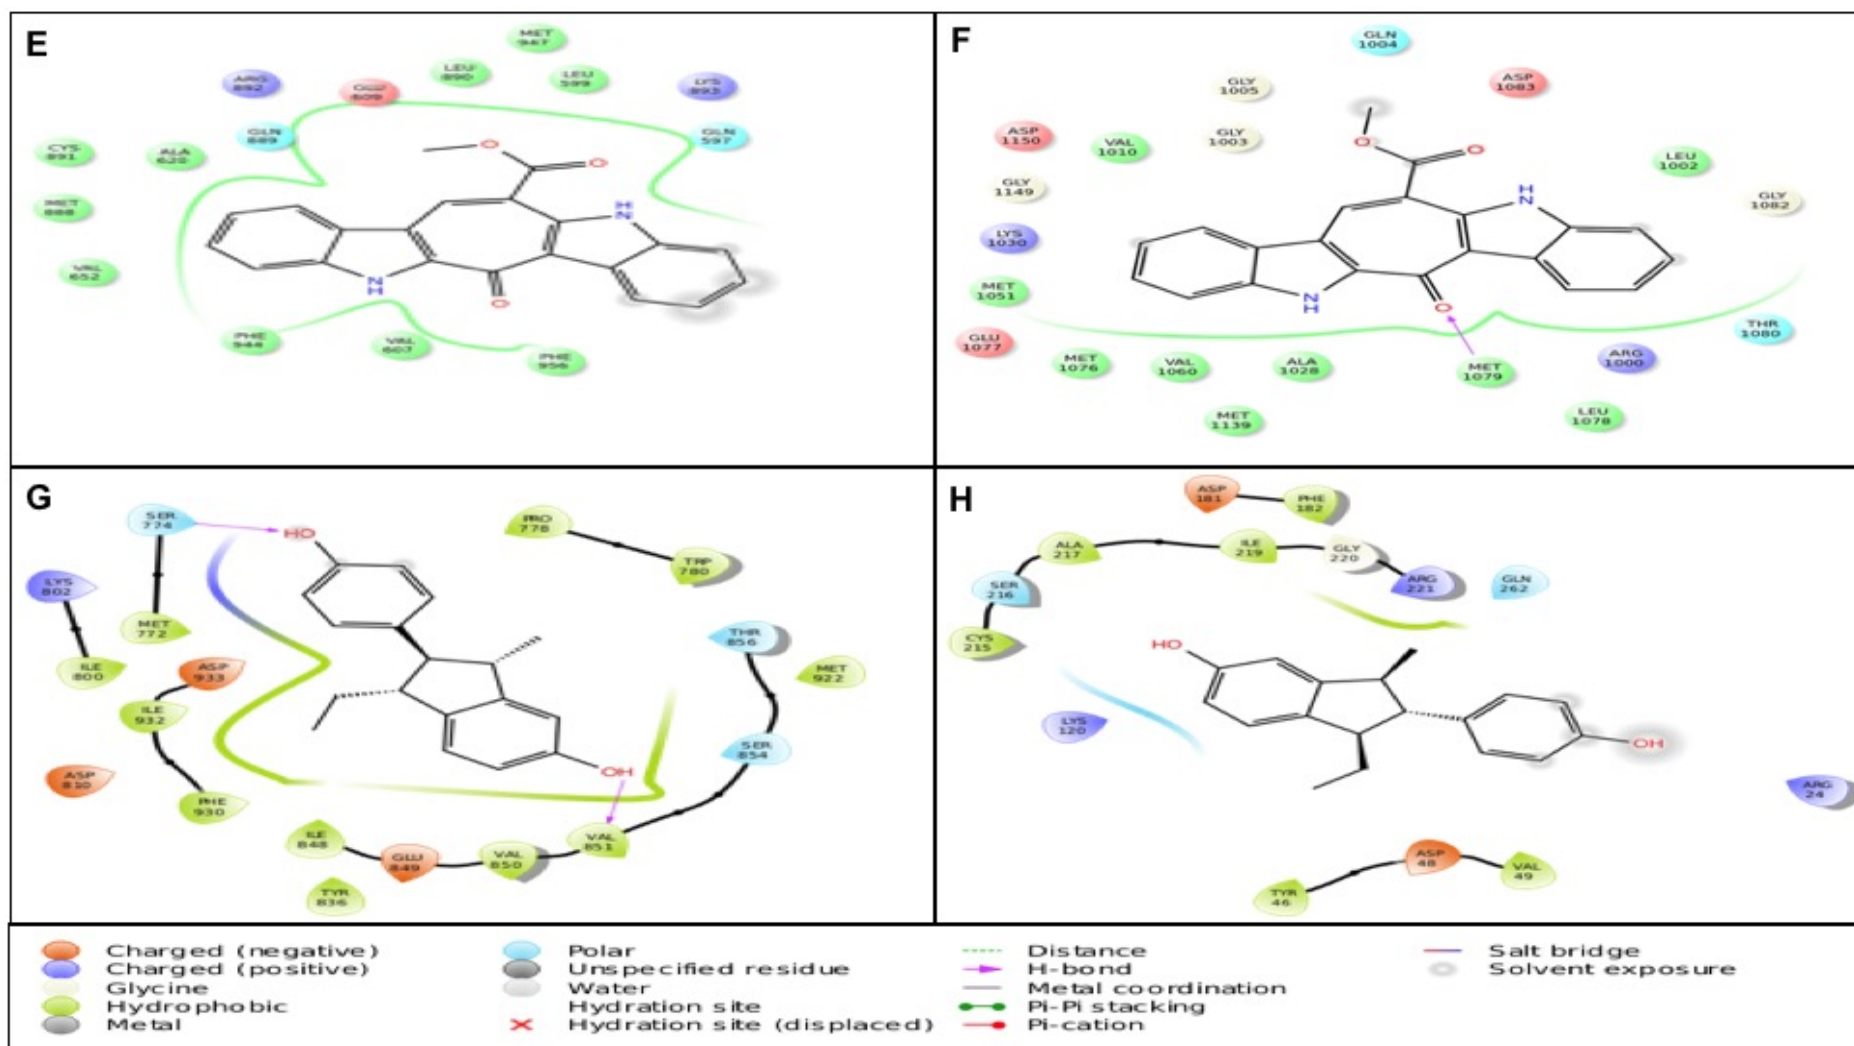 E
MET
947
LEU
890
LEU
599
ARG
892
GLU
609
LYS
893
GLN
889
GLN
597
CYS
891
ALA
620
MET
888
VAL
652
NH
O
O
O
NH
PHE
944
VAL
607
PHE
956
F
GLN
1004
GLY
1005
ASP
1083
ASP
1150
VAL
1010
GLY
1003
LEU
1002
GLY
1149
GLY
1082
LYS
1030
MET
1051
GLU
1077
O
O
NH
NH
O
THR
1080
MET
1076
VAL
1060
ALA
1028
MET
1079
ARG
1000
MET
1139
LEU
1078
G
SER
774
HO
PRO
778
TRP
780
LYS
802
MET
772
THR
856
ILE
800
ASP
933
MET
922
ILE
932
SER
854
ASP
810
OH
PHE
930
ILE
848
GLU
849
VAL
850
VAL
851
TYR
836
H
ASP
181
PHE
182
ALA
217
ILE
219
GLY
220
SER
216
ARG
221
GLN
262
CYS
215
HO
LYS
120
OH
ARG
24
ASP
48
VAL
49
TYR
46
Charged (negative)
Charged (positive)
Glycine
Hydrophobic
Metal
Polar
Unspecified residue
Water
Hydration site
Hydration site (displaced)
Distance
H-bond
Metal coordination
Pi-Pi stacking
Pi-cation
Salt bridge
Solvent exposure